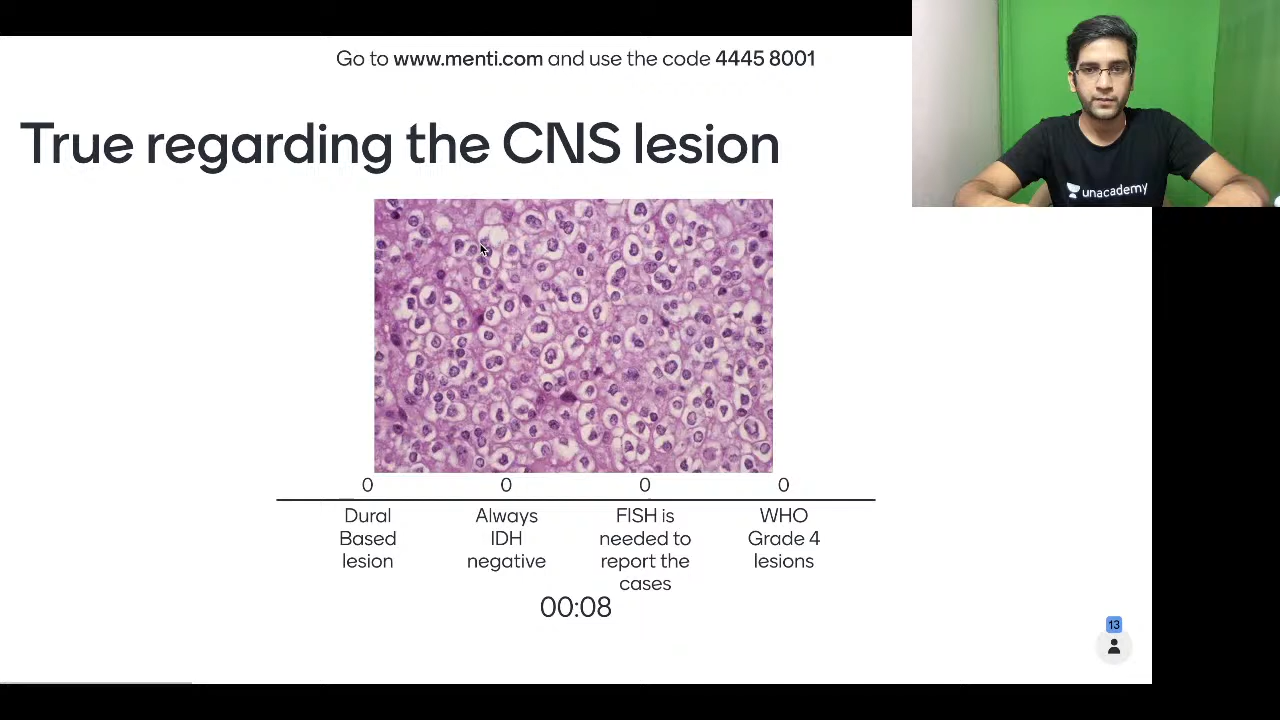 Go to www.menti.com and use the code 4445 8001
True regarding the CNS lesion
unacademy
0 0 0 0
Dural
Based
lesion
Always
IDH
negative
FISH is
needed to
report the
cases
WHO
Grade 4
lesions
00:08
13